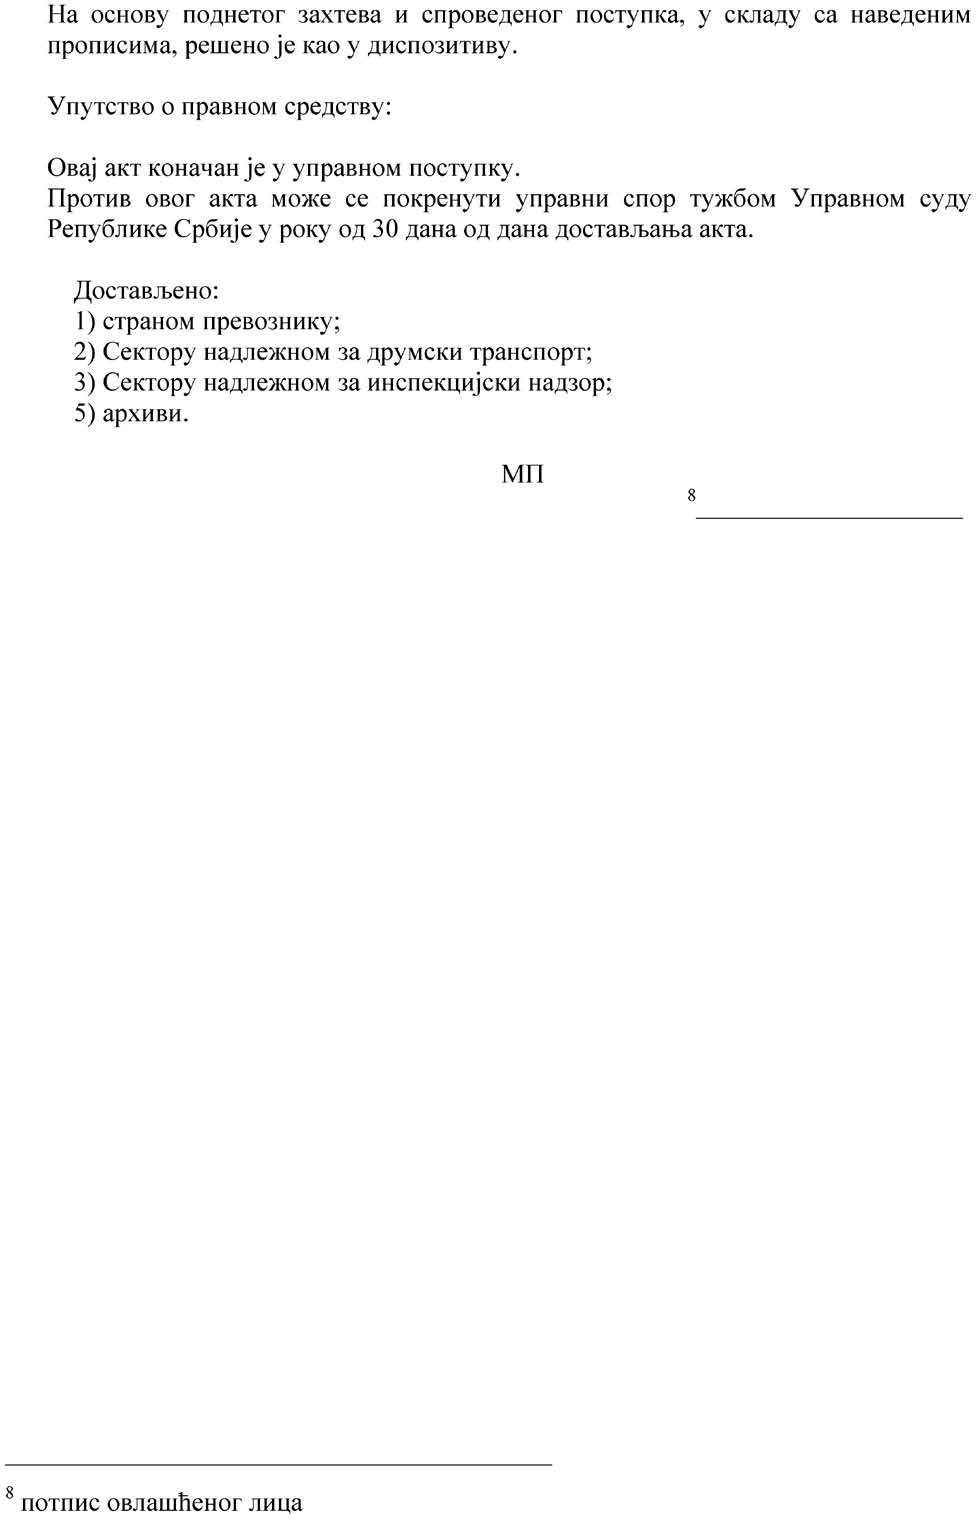 На основу поднетог захтева и спроведеног поступка, у складу са наведеним
прописима, решено је као у диспозитиву.
Упутство о правном средству:
Овај акт коначан је у управном поступку.
Против овог акта може се покренути управни спор тужбом Управном суду
Републике Србије у року од 30 дана од дана достављања акта.
Достављено:
1) страном превознику;
2) Сектору надлежном за друмски транспорт;
3) Сектору надлежном за инспекцијски надзор;
5) архиви.
МП
8
8 потпис овлашћеног лица